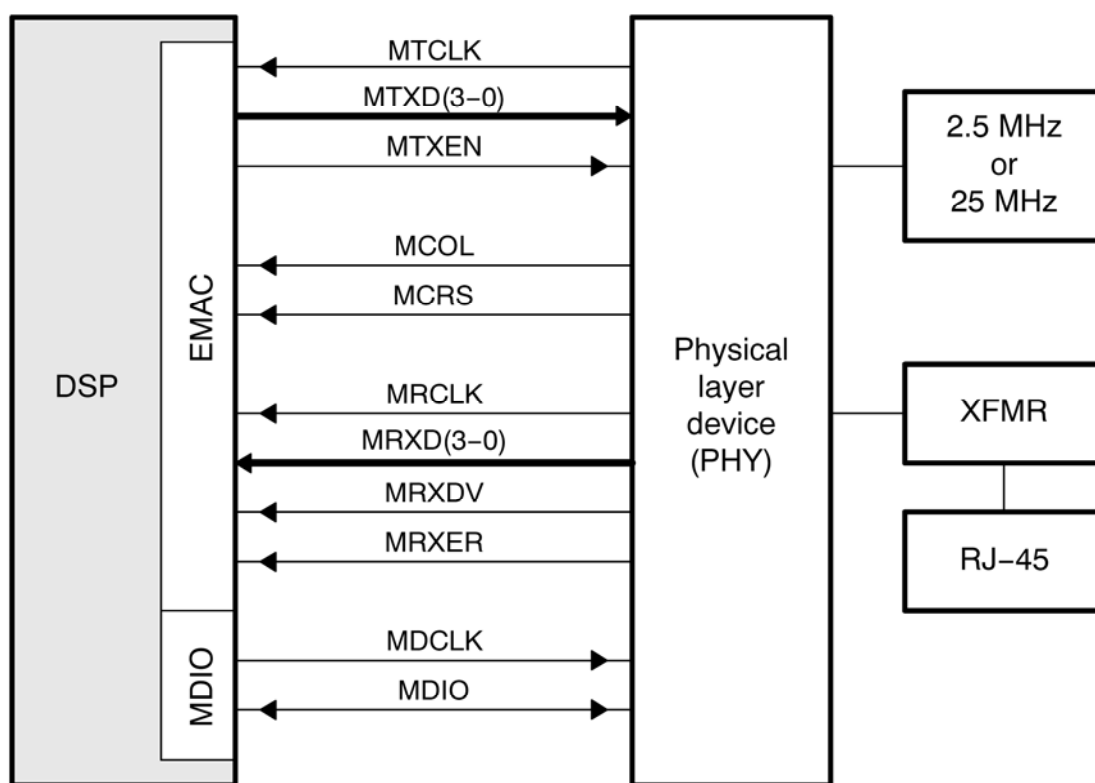 DSP
EMAC
MDIO
MTCLK
MTXD(3−0)
MTXEN
MCOL
MCRS
MRCLK
MRXD(3−0)
MRXDV
MRXER
MDCLK
MDIO
Physical
layer
device
(PHY)
2.5 MHz
or
25 MHz
XFMR
RJ−45